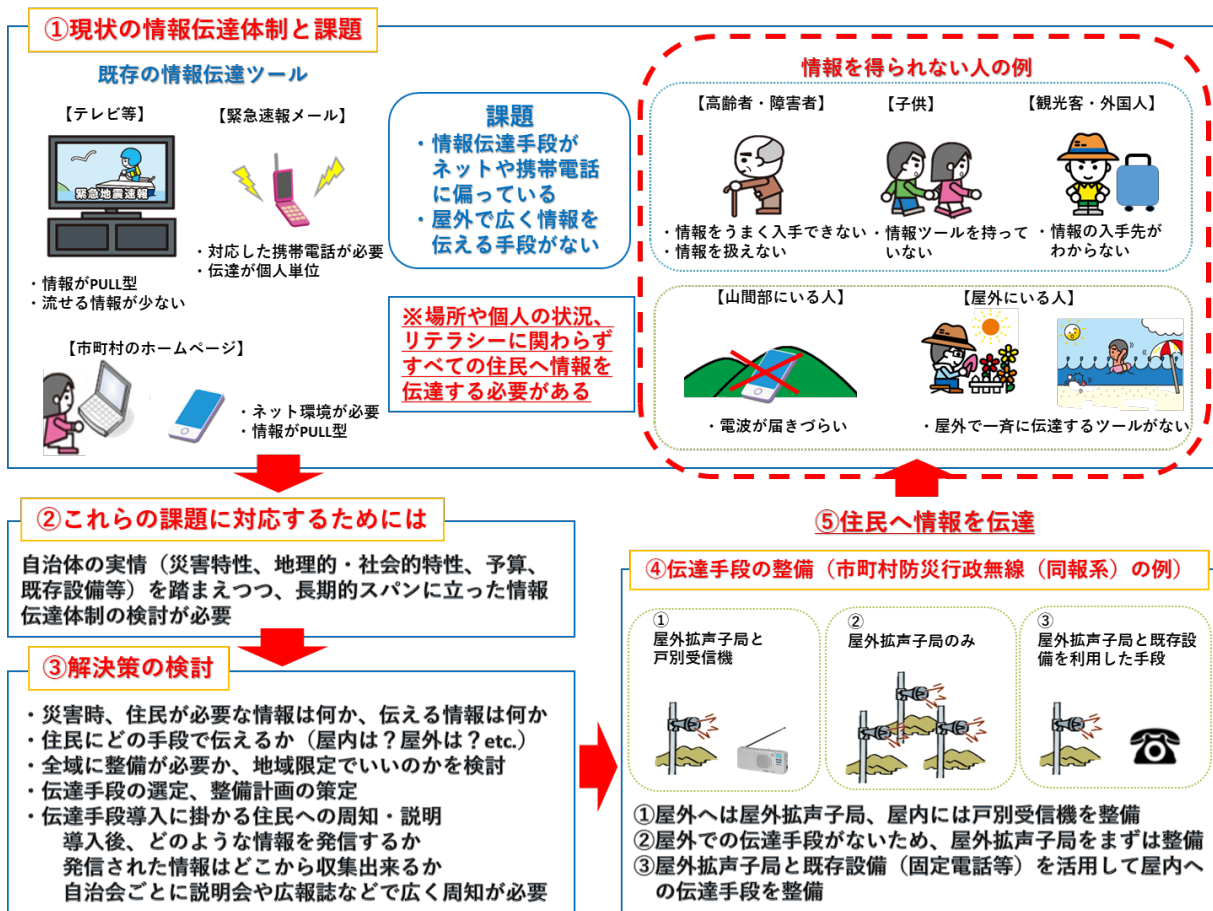 ①現状の情報伝達体制と課題
既存の情報伝達ツール
【テレビ等】
緊急地震速報
・情報がPULL型
・流せる情報が少ない
【緊急速報メール】
・対応した携帯電話が必要
・伝達が個人単位
【市町村のホームページ】
・ネット環境が必要
・情報がPULL型
課題
・情報伝達手段が
ネットや携帯電話
に偏っている
・屋外で広く情報を
伝える手段がない
※場所や個人の状況、
リテラシーに関わらず
すべての住民へ情報を
伝達する必要がある
情報を得られない人の例
【高齢者・障害者】
・情報をうまく入手できない
・情報を扱えない
【子供】
・情報ツールを持って
いない
【観光客・外国人】
・情報の入手先が
わからない
【山間部にいる人】
・電波が届きづらい
【屋外にいる人】
・屋外で一斉に伝達するツールがない
②これらの課題に対応するためには
自治体の実情（災害特性、地理的・社会的特性、予算、
既存設備等）を踏まえつつ、長期的スパンに立った情報
伝達体制の検討が必要
③解決策の検討
・災害時、住民が必要な情報は何か、伝える情報は何か
・住民にどの手段で伝えるか（屋内は？屋外は？etc.）
・全域に整備が必要か、地域限定でいいのかを検討
・伝達手段の選定、整備計画の策定
・伝達手段導入に掛かる住民への周知・説明
導入後、どのような情報を発信するか
発信された情報はどこから収集出来るか
自治会ごとに説明会や広報誌などで広く周知が必要
⑤住民へ情報を伝達
④伝達手段の整備（市町村防災行政無線（同報系）の例）
①
屋外拡声子局と
戸別受信機
②
屋外拡声子局のみ
③
屋外拡声子局と既存設
備を利用した手段
①屋外へは屋外拡声子局、屋内には戸別受信機を整備
②屋外での伝達手段がないため、屋外拡声子局をまずは整備
③屋外拡声子局と既存設備（固定電話等）を活用して屋内へ
の伝達手段を整備